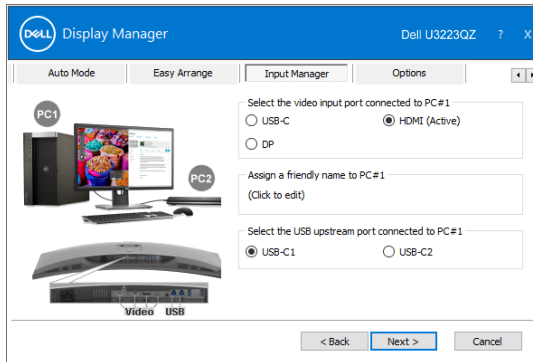 DELL Display Manager Dell U3223QZ ? X
Auto Mode Easy Arrange Input Manager Options
PC1
PC2
Video USB
Select the video input port connected to PC#1
USB-C HDMI (Active)
DP
Assign a friendly name to PC#1
(Click to edit)
Select the USB upstream port connected to PC#1
USB-C1 USB-C2
< Back Next > Cancel